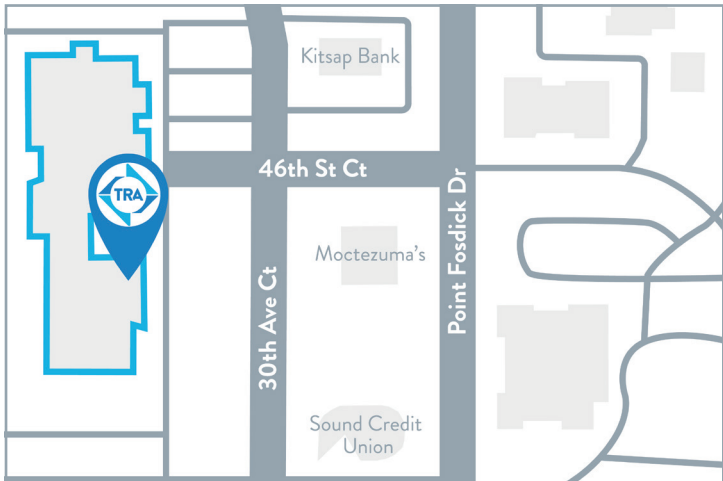 Kitsap Bank
46th St Ct
TRA
Moctezuma's
Point Fosdick Dr
30th Ave Ct
Sound Credit
Union